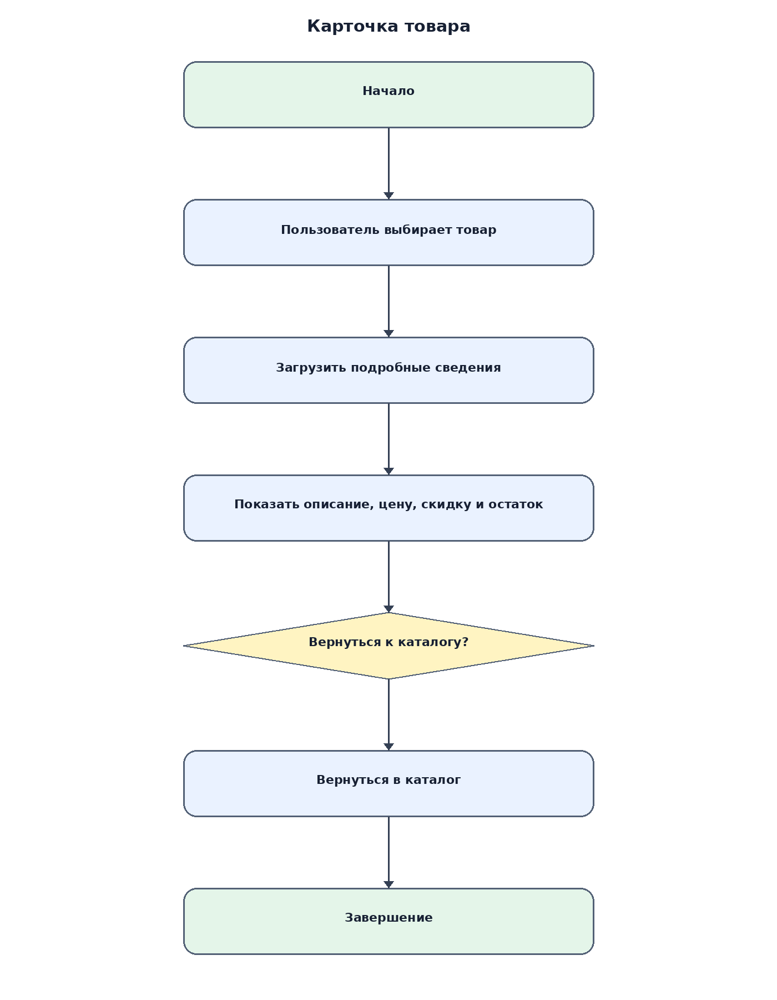 Карточка товара
Начало
Пользователь выбирает товар
Загрузить подробные сведения
Показать описание, цену, скидку и остаток
Вернуться к каталогу?
Вернуться в каталог
Завершение